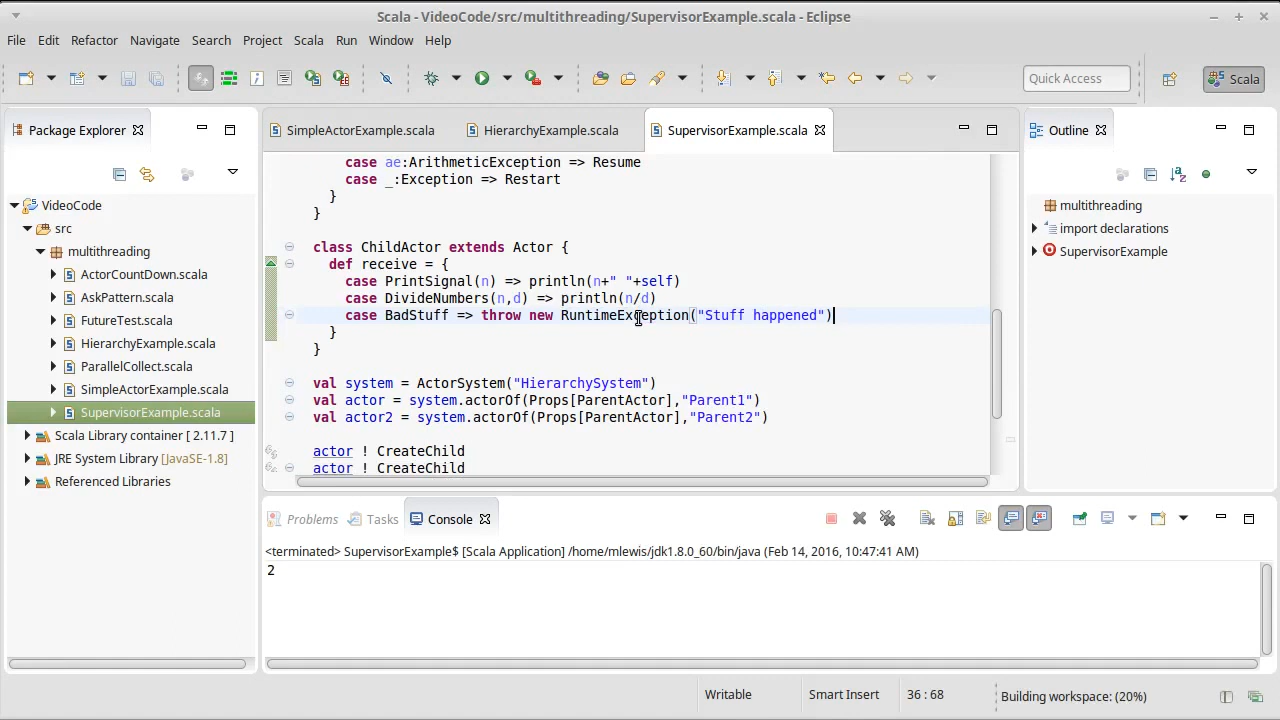 Scala - VideoCode/src/multithreading/SupervisorExample.scala - Eclipse
File Edit Refactor Navigate Search Project Scala Run Window Help
Quick Access
Scala
Package Explorer
SimpleActorExample.scala
HierarchyExample.scala
SupervisorExample.scala
Outline
VideoCode
src
multithreading
ActorCountDown.scala
AskPattern.scala
FutureTest.scala
HierarchyExample.scala
ParallelCollect.scala
SimpleActorExample.scala
SupervisorExample.scala
Scala Library container [ 2.11.7 ]
JRE System Library [JavaSE-1.8]
Referenced Libraries
case ae:ArithmeticException => Resume
case _:Exception => Restart
}
}
class ChildActor extends Actor {
def receive = {
case PrintSignal(n) => println(n+" "+self)
case DivideNumbers(n,d) => println(n/d)
case BadStuff => throw new RuntimeException("Stuff happened")
}
}
val system = ActorSystem("HierarchySystem")
val actor = system.actorOf(Props[ParentActor],"Parent1")
val actor2 = system.actorOf(Props[ParentActor],"Parent2")
actor ! CreateChild
actor ! CreateChild
multithreading
import declarations
SupervisorExample
Problems
Tasks
Console
<terminated> SupervisorExample$ [Scala Application] /home/mlewis/jdk1.8.0_60/bin/java (Feb 14, 2016, 10:47:41 AM)
2
Writable
Smart Insert
36 : 68
Building workspace: (20%)